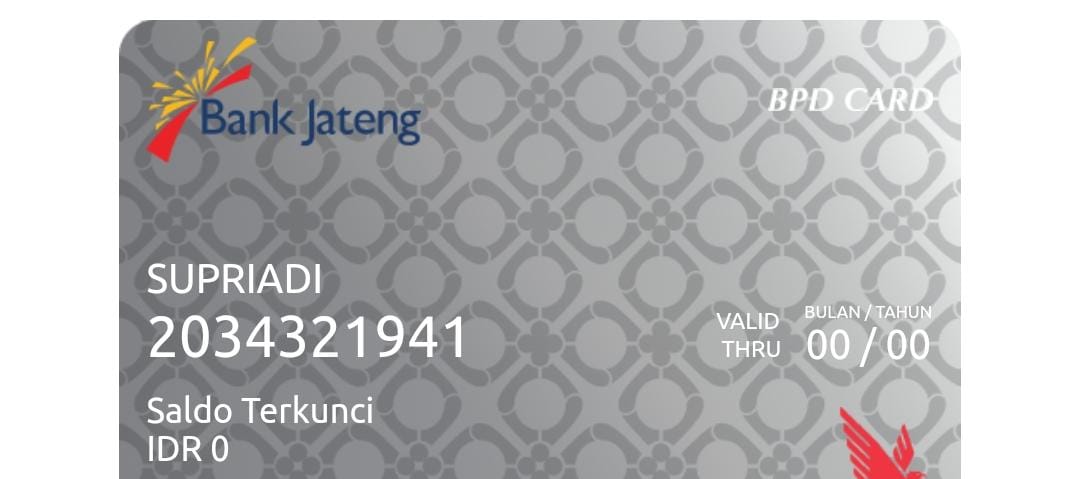 Bank Jateng
BPD CARD
SUPRIADI
2034321941
VALID
THRU
BULAN / TAHUN
00 / 00
Saldo Terkunci
IDR 0